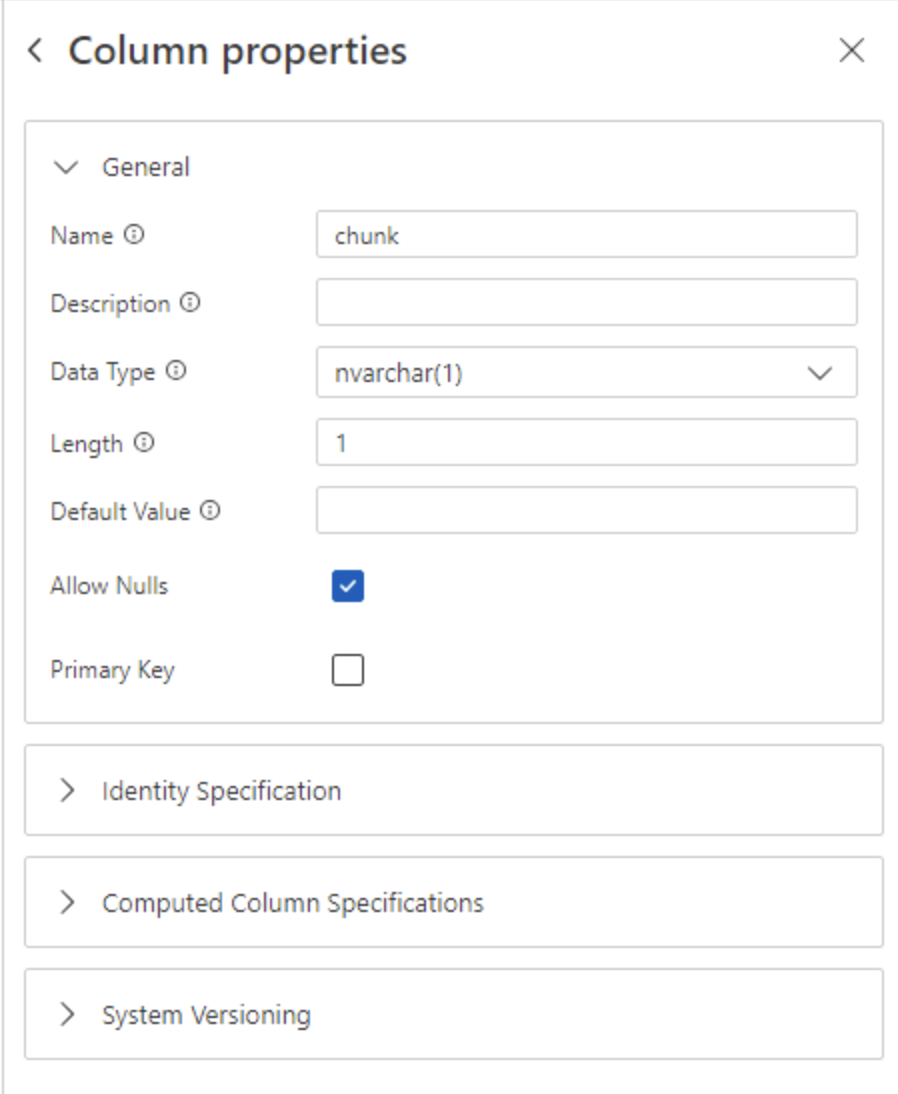 Column properties
General
Name
chunk
Description
Data Type
nvarchar(1)
Length
1
Default Value
Allow Nulls
Primary Key
Identity Specification
Computed Column Specifications
System Versioning